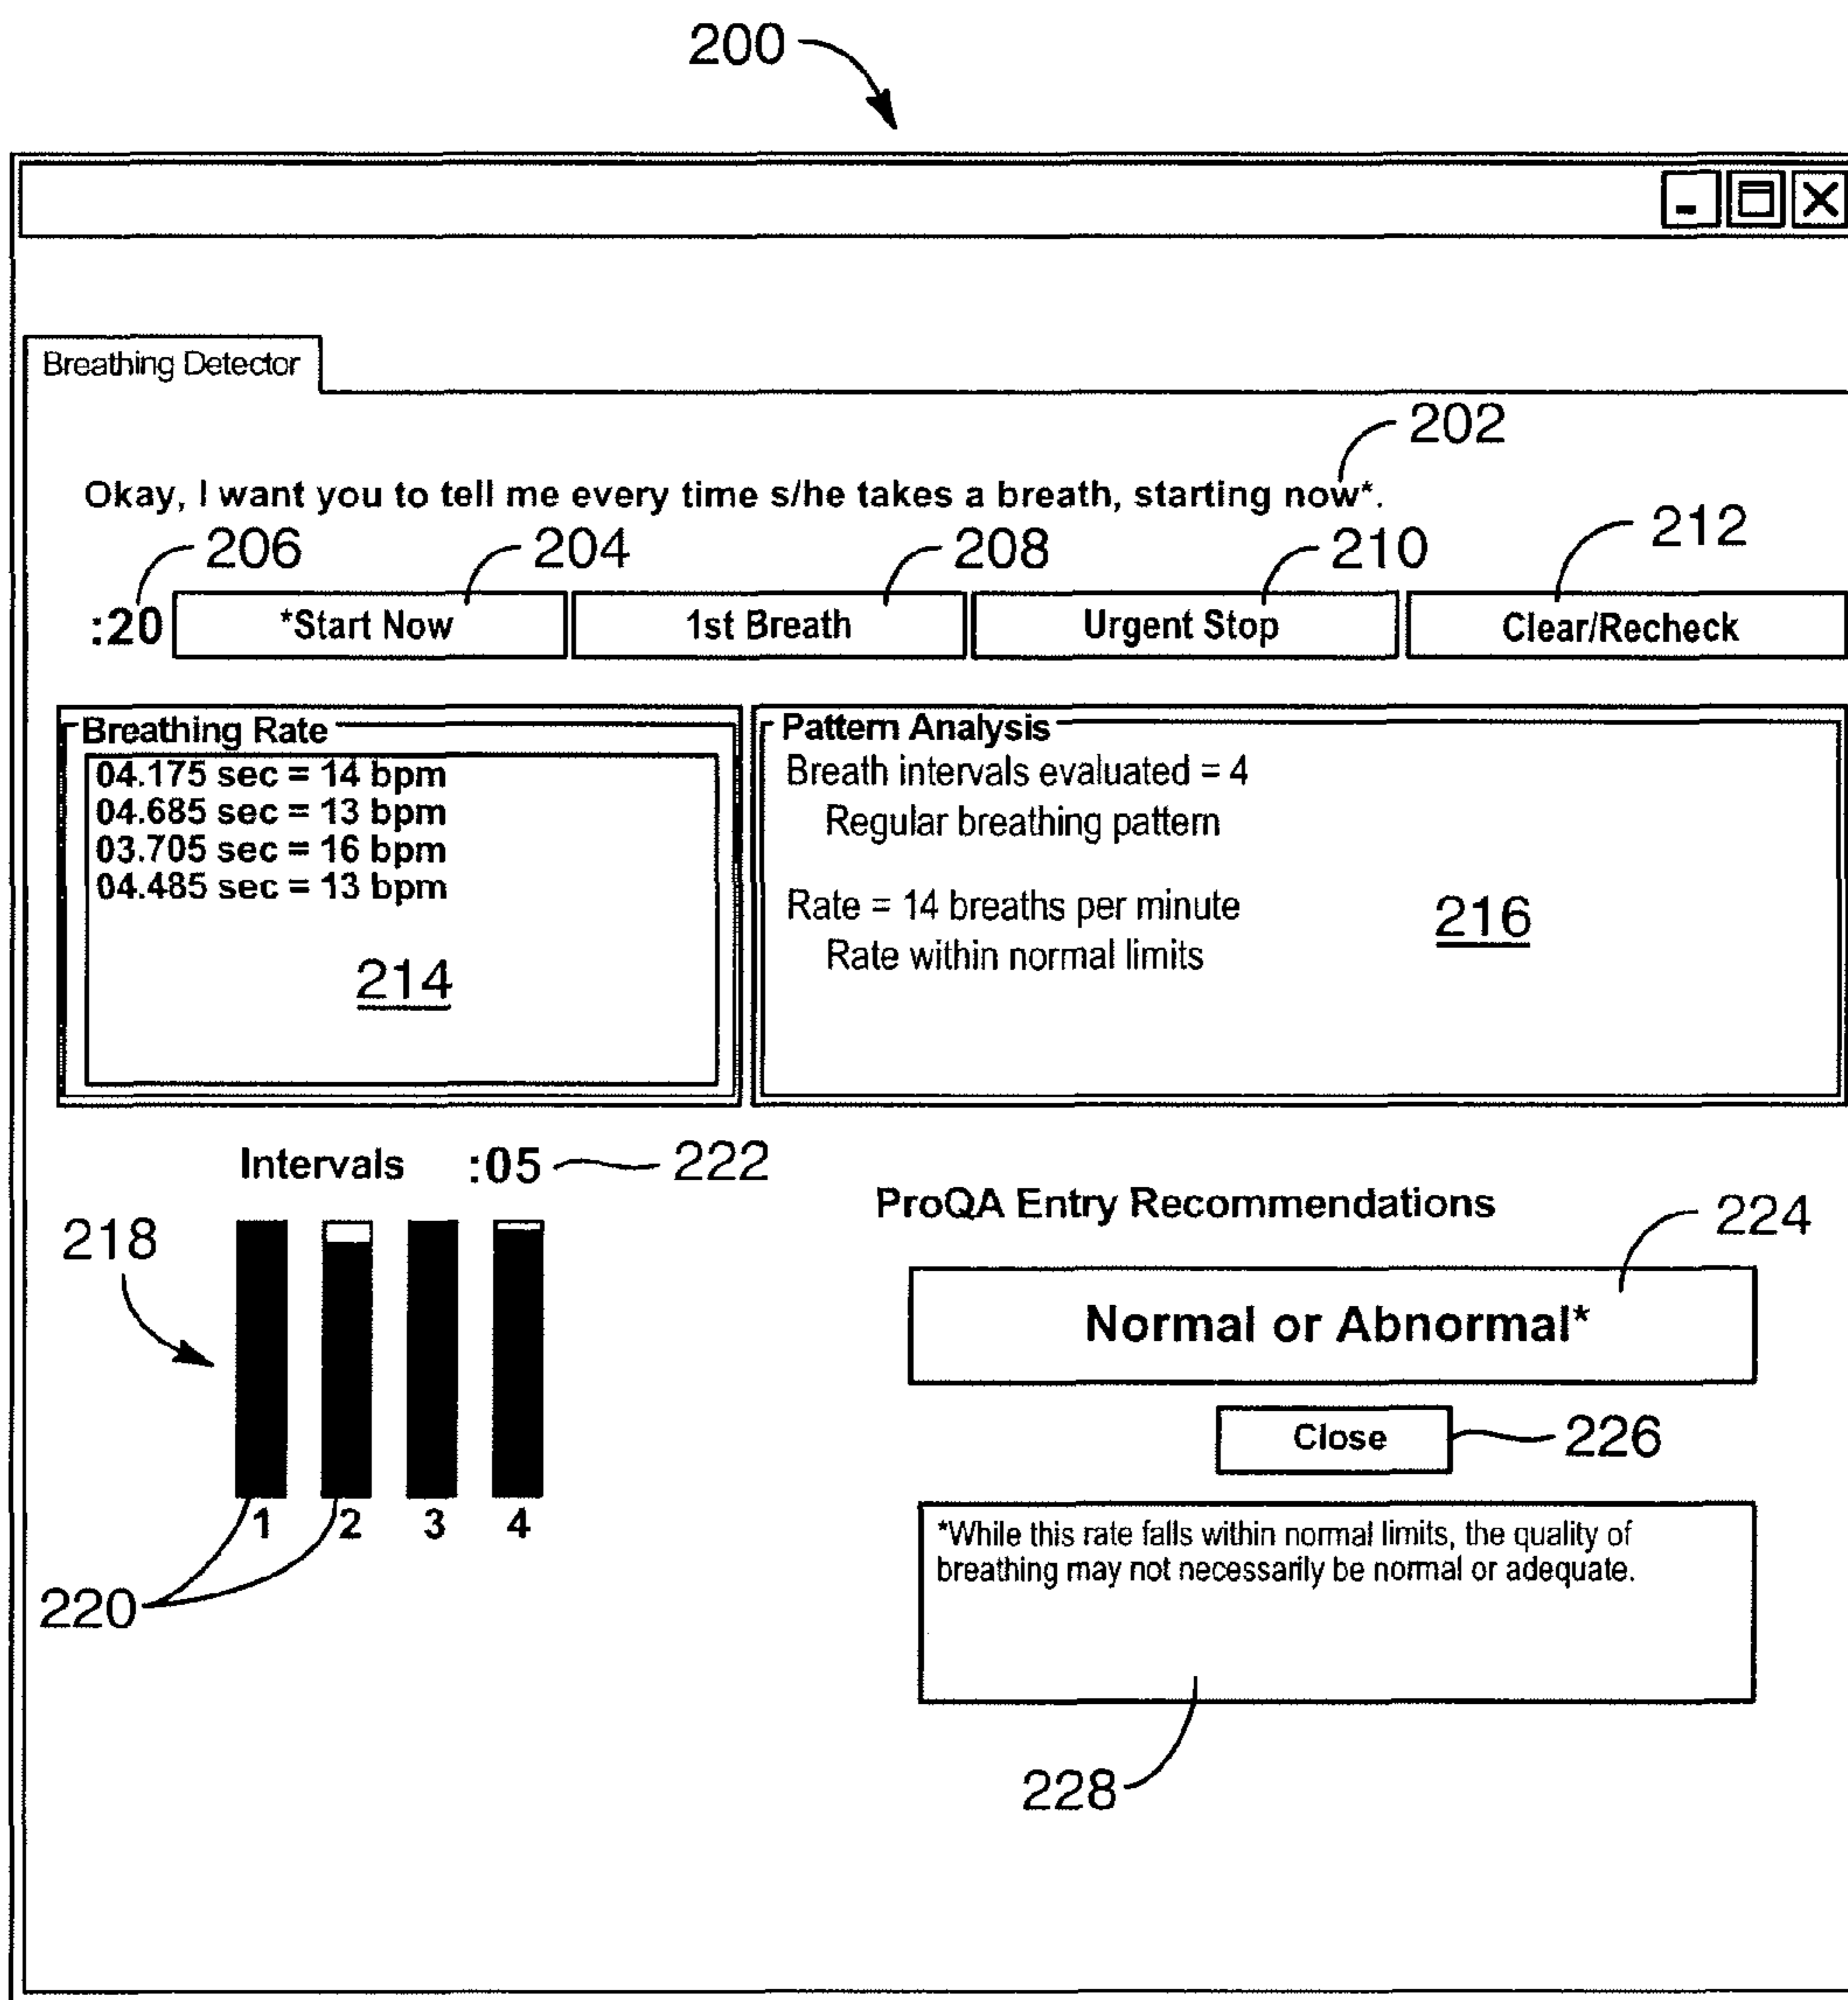 200
Breathing Detector
202
Okay, I want you to tell me every time s/he takes a breath, starting now*.
206 204 208 210 212
:20 *Start Now 1st Breath Urgent Stop Clear/Recheck
Breathing Rate
04.175 sec = 14 bpm
04.685 sec = 13 bpm
03.705 sec = 16 bpm
04.485 sec = 13 bpm
214
Pattern Analysis
Breath intervals evaluated = 4
Regular breathing pattern
Rate = 14 breaths per minute
Rate within normal limits
216
Intervals :05 222
218
1 2 3 4
220
ProQA Entry Recommendations
224
Normal or Abnormal*
Close 226
*While this rate falls within normal limits, the quality of
breathing may not necessarily be normal or adequate.
228